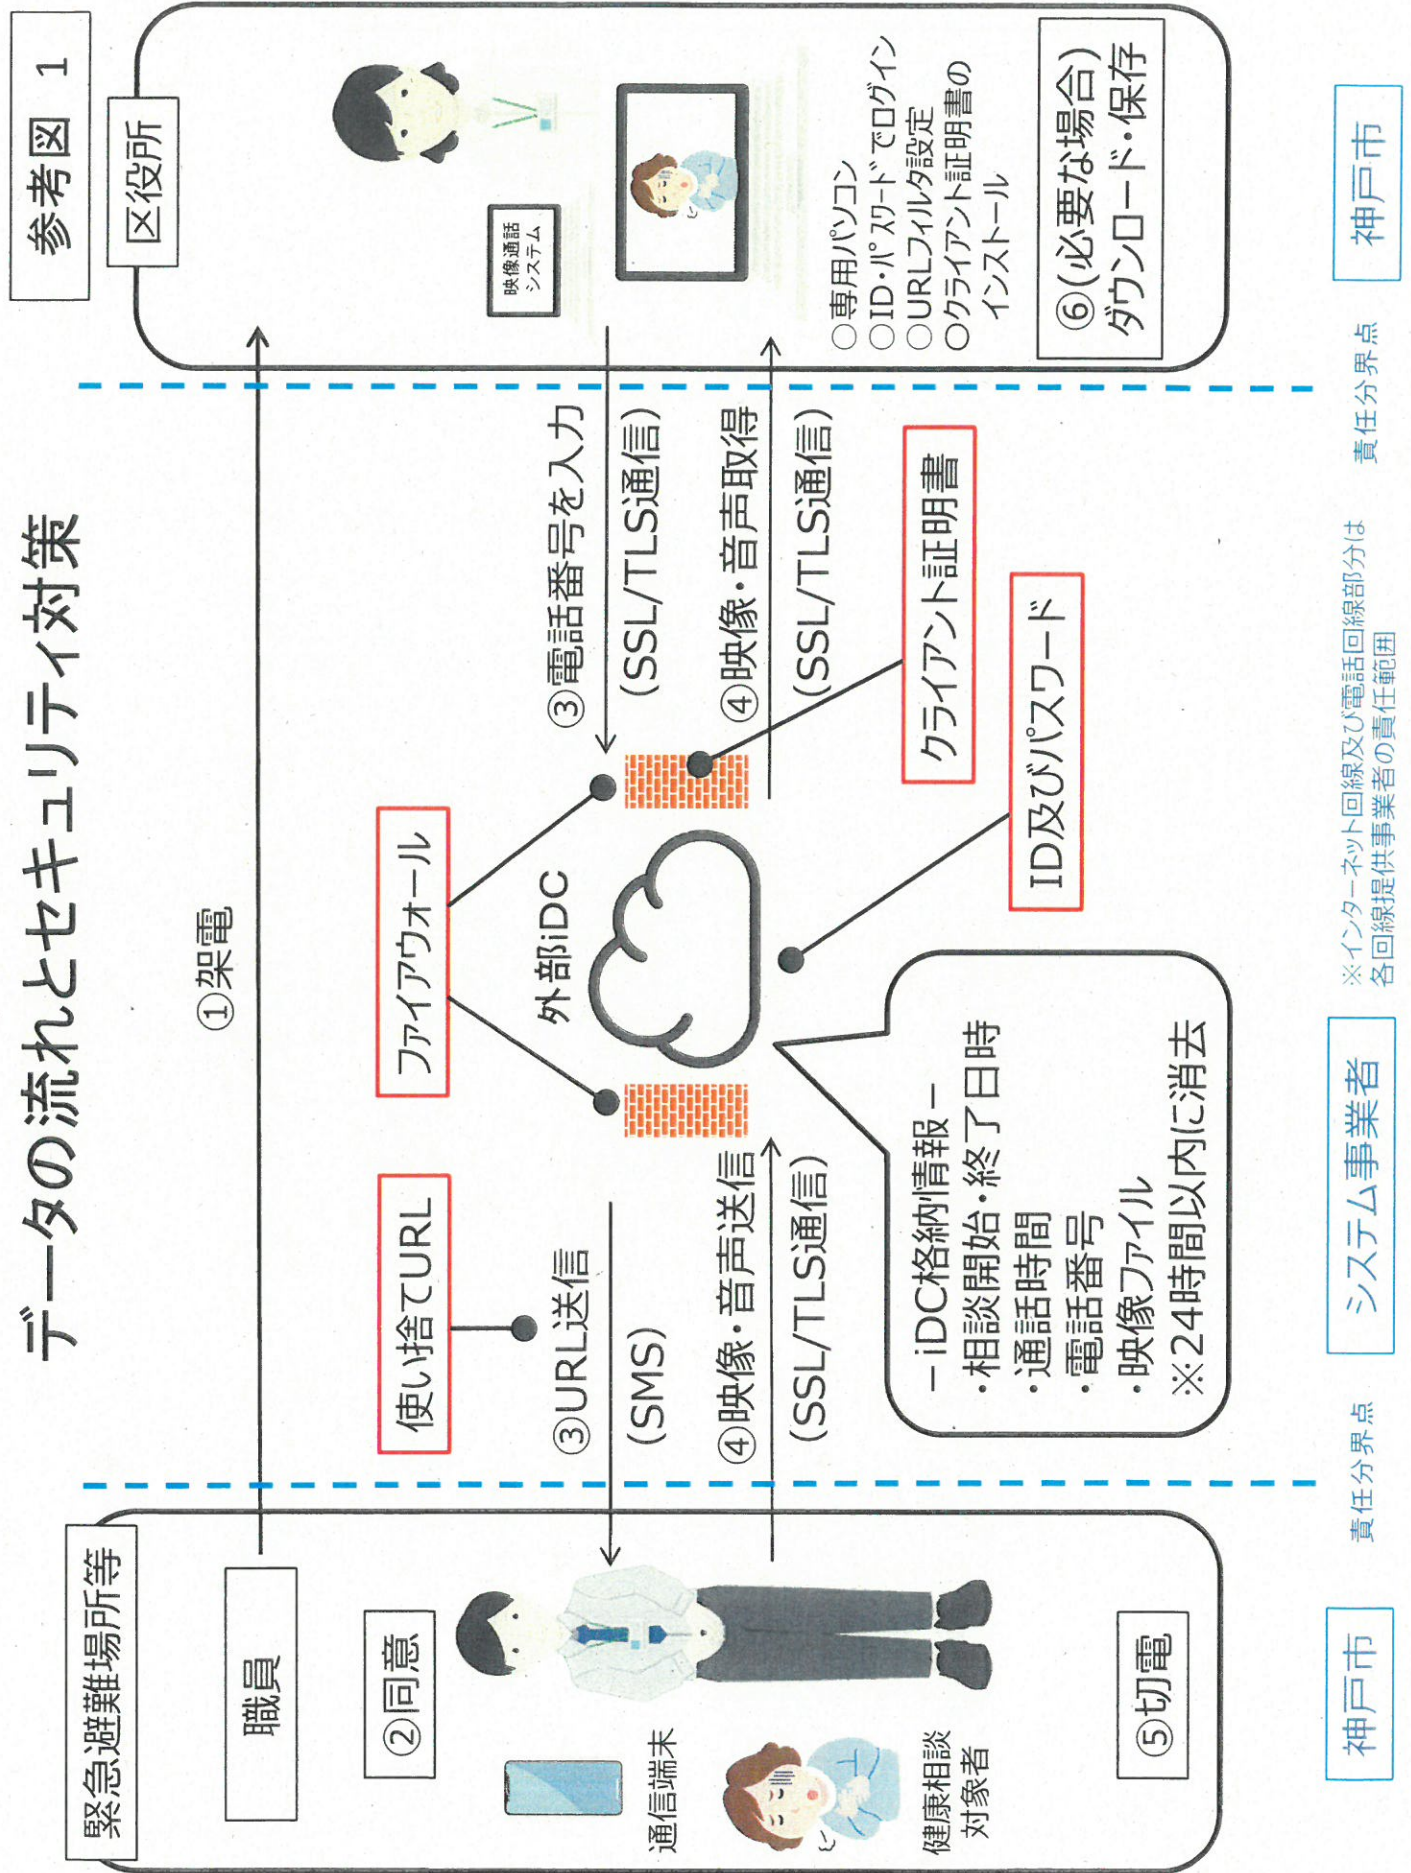 参考図 1
データの流れとセキュリティ対策
緊急避難場所等
職員
②同意
通信端末
健康相談
対象者
⑤切電
①架電
使い捨てURL
ファイアウォール
③URL送信
(SMS)
④映像・音声送信
(SSL/TLS通信)
外部iDC
－iDC格納情報－
・相談開始・終了日時
・通話時間
・電話番号
・映像ファイル
※24時間以内に消去
③電話番号を入力
(SSL/TLS通信)
④映像・音声取得
(SSL/TLS通信)
クライアント証明書
ID及びパスワード
区役所
映像通話
システム
○専用パソコン
○ID・パスワードでログイン
○URLフィルタ設定
○クライアント証明書の
インストール
⑥(必要な場合)
ダウンロード・保存
神戸市
責任分界点
システム事業者
※インターネット回線及び電話回線部分は
各回線提供事業者の責任範囲
責任分界点
神戸市